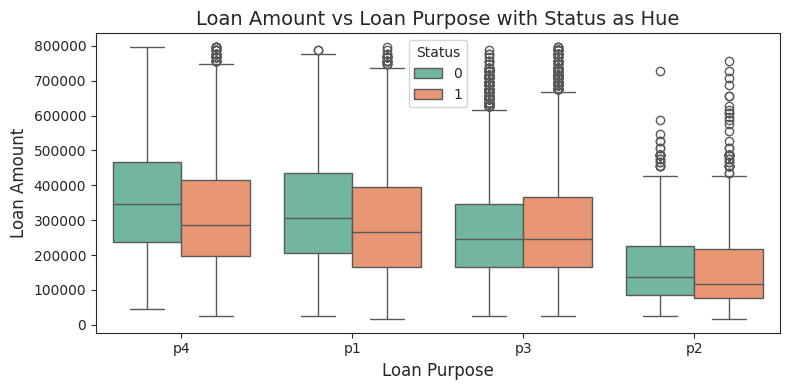 Loan Amount vs Loan Purpose with Status as Hue
Status
0
1
Loan Amount
800000
700000
600000
500000
400000
300000
200000
100000
0
p4 p1 p3 p2
Loan Purpose